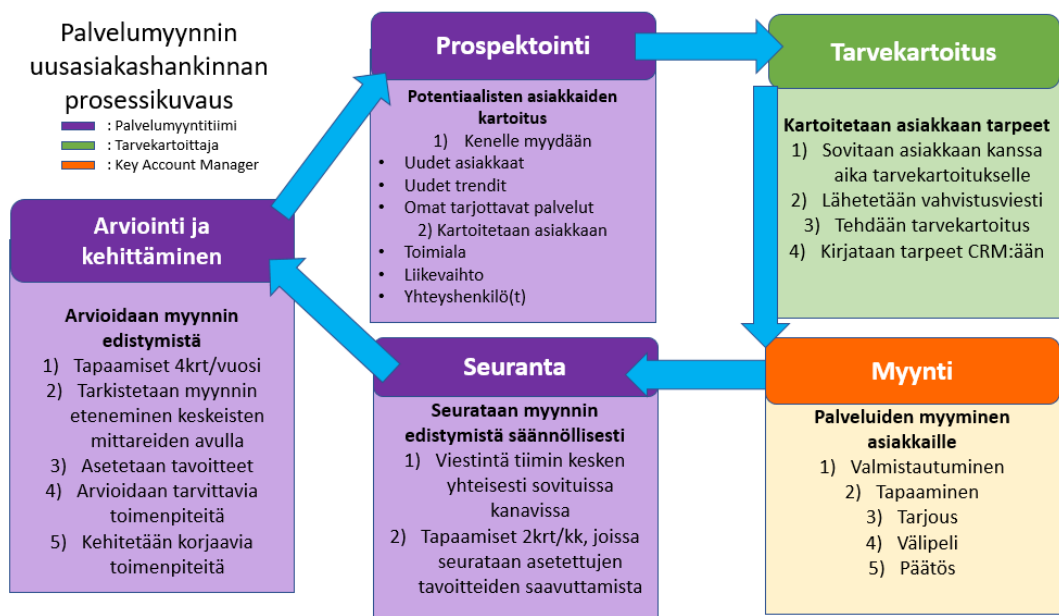 Palvelumyynnin
uusasiakashankinnan
prosessikuvaus
: Palvelumyyntitiimi
: Tarvekartoittaja
: Key Account Manager
Prospektointi
Potentiaalisten asiakkaiden
kartoitus
1) Kenelle myydään
• Uudet asiakkaat
• Uudet trendit
• Omat tarjottavat palvelut
2) Kartoitetaan asiakkaan
• Toimiala
• Liikevaihto
• Yhteyshenkilö(t)
Tarvekartoitus
Kartoitetaan asiakkaan tarpeet
1) Sovitaan asiakkaan kanssa
aika tarvekartoitukselle
2) Lähetetään vahvistusviesti
3) Tehdään tarvekartoitus
4) Kirjataan tarpeet CRM:ään
Myynti
Palveluiden myyminen
asiakkaille
1) Valmistautuminen
2) Tapaaminen
3) Tarjous
4) Välipeli
5) Päätös
Seuranta
Seurataan myynnin
edistymistä säännöllisesti
1) Viestintä tiimin kesken
yhteisesti sovituissa
kanavissa
2) Tapaamiset 2krt/kk, joissa
seurataan asetettujen
tavoitteiden saavuttamista
Arviointi ja
kehittäminen
Arvioidaan myynnin
edistymistä
1) Tapaamiset 4krt/vuosi
2) Tarkistetaan myynnin
eteneminen keskeisten
mittareiden avulla
3) Asetetaan tavoitteet
4) Arvioidaan tarvittavia
toimenpiteitä
5) Kehitetään korjaavia
toimenpiteitä